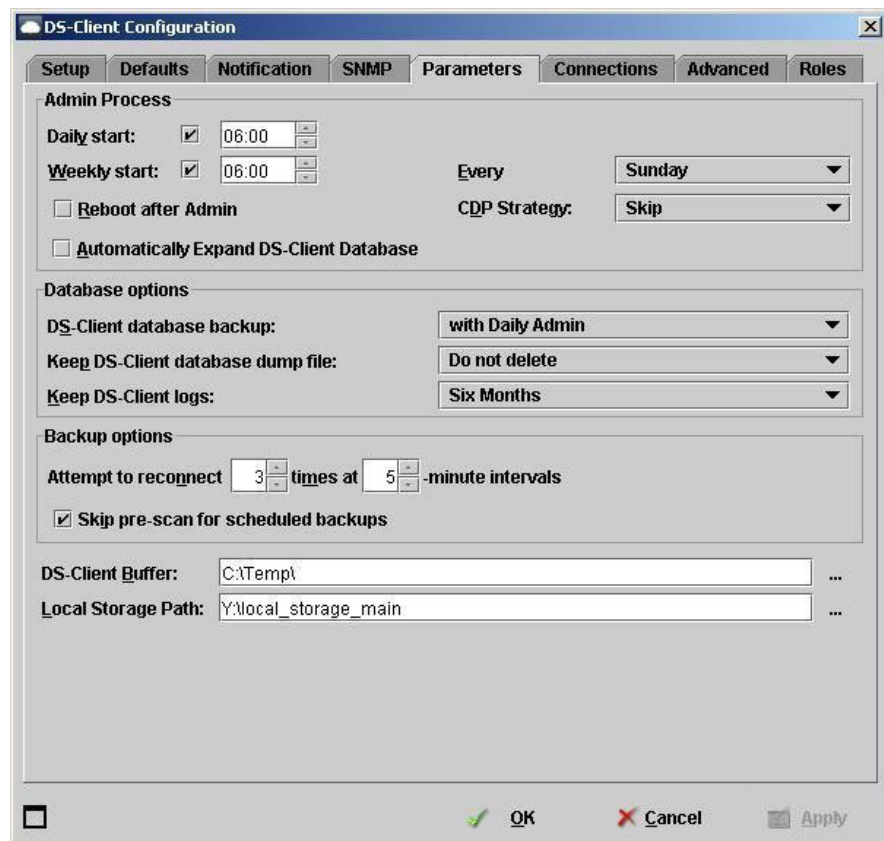 DS-Client Configuration
Setup Defaults Notification SNMP Parameters Connections Advanced Roles
Admin Process
Daily start: 06:00
Weekly start: 06:00 Every Sunday
Reboot after Admin CDP Strategy: Skip
Automatically Expand DS-Client Database
Database options
DS-Client database backup: with Daily Admin
Keep DS-Client database dump file: Do not delete
Keep DS-Client logs: Six Months
Backup options
Attempt to reconnect 3 times at 5 -minute intervals
Skip pre-scan for scheduled backups
DS-Client Buffer: C:\Temp\ ...
Local Storage Path: Y:\local_storage_main ...
OK Cancel Apply